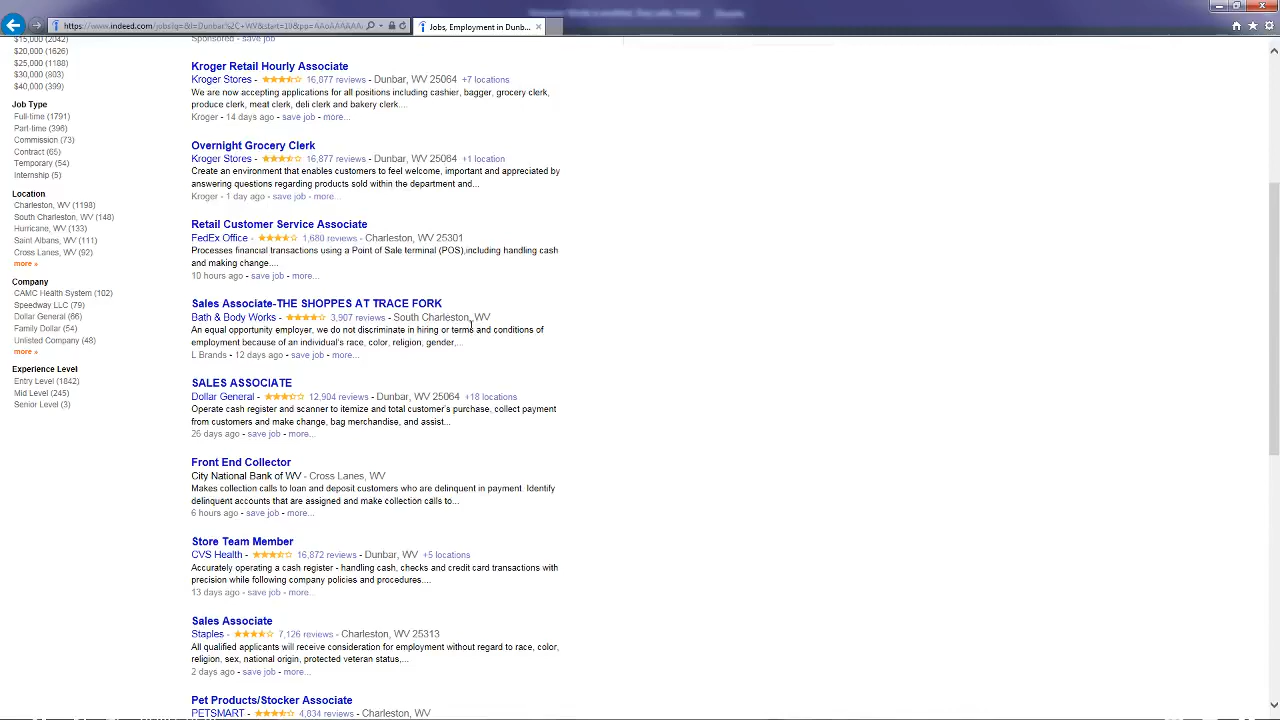 https://www.indeed.com/jobs?q=&l=Dunbar%2C+WV&start=10&pp=
Jobs, Employment in Dunb...
$15,000 (2042)
$20,000 (1626)
$25,000 (1188)
$30,000 (803)
$40,000 (399)
Job Type
Full-time (1791)
Part-time (396)
Commission (73)
Contract (65)
Temporary (54)
Internship (5)
Location
Charleston, WV (1198)
South Charleston, WV (148)
Hurricane, WV (133)
Saint Albans, WV (111)
Cross Lanes, WV (92)
more »
Company
CAMC Health System (102)
Speedway LLC (79)
Dollar General (66)
Family Dollar (54)
Unlisted Company (48)
more »
Experience Level
Entry Level (1842)
Mid Level (245)
Senior Level (3)
Sponsored - save job
Kroger Retail Hourly Associate
Kroger Stores - 16,877 reviews - Dunbar, WV 25064 +7 locations
We are now accepting applications for all positions including cashier, bagger, grocery clerk,
produce clerk, meat clerk, deli clerk and bakery clerk....
Kroger - 14 days ago - save job - more...
Overnight Grocery Clerk
Kroger Stores - 16,877 reviews - Dunbar, WV 25064 +1 location
Create an environment that enables customers to feel welcome, important and appreciated by
answering questions regarding products sold within the department and...
Kroger - 1 day ago - save job - more...
Retail Customer Service Associate
FedEx Office - 1,680 reviews - Charleston, WV 25301
Processes financial transactions using a Point of Sale terminal (POS),including handling cash
and making change....
10 hours ago - save job - more...
Sales Associate-THE SHOPPES AT TRACE FORK
Bath & Body Works - 3,907 reviews - South Charleston, WV
An equal opportunity employer, we do not discriminate in hiring or terms and conditions of
employment because of an individual's race, color, religion, gender,...
L Brands - 12 days ago - save job - more...
SALES ASSOCIATE
Dollar General - 12,904 reviews - Dunbar, WV 25064 +18 locations
Operate cash register and scanner to itemize and total customer's purchase, collect payment
from customers and make change, bag merchandise, and assist...
26 days ago - save job - more...
Front End Collector
City National Bank of WV - Cross Lanes, WV
Makes collection calls to loan and deposit customers who are delinquent in payment. Identify
delinquent accounts that are assigned and make collection calls to...
6 hours ago - save job - more...
Store Team Member
CVS Health - 16,872 reviews - Dunbar, WV +5 locations
Accurately operating a cash register - handling cash, checks and credit card transactions with
precision while following company policies and procedures....
13 days ago - save job - more...
Sales Associate
Staples - 7,126 reviews - Charleston, WV 25313
All qualified applicants will receive consideration for employment without regard to race, color,
religion, sex, national origin, protected veteran status,...
2 days ago - save job - more...
Pet Products/Stocker Associate
PETSMART - 4,834 reviews - Charleston, WV